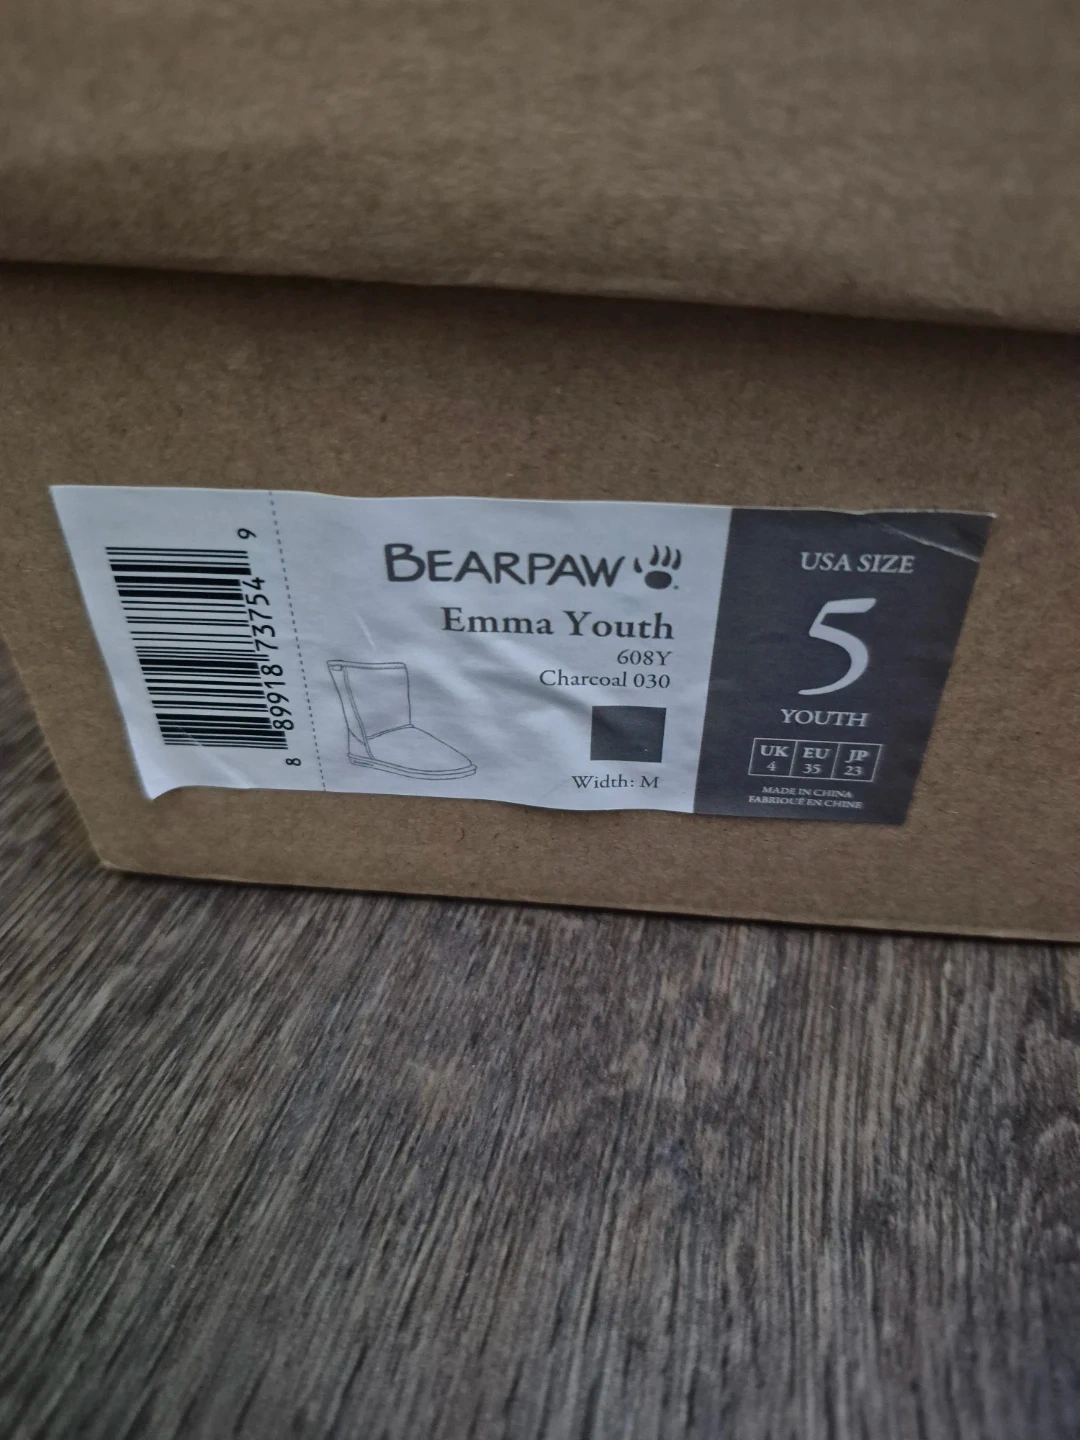 8 89918 73754 9
BEARPAW
Emma Youth
608Y
Charcoal 030
Width: M
USA SIZE
5
YOUTH
UK EU JP
4 35 23
MADE IN CHINA
FABRIQUÉ EN CHINE